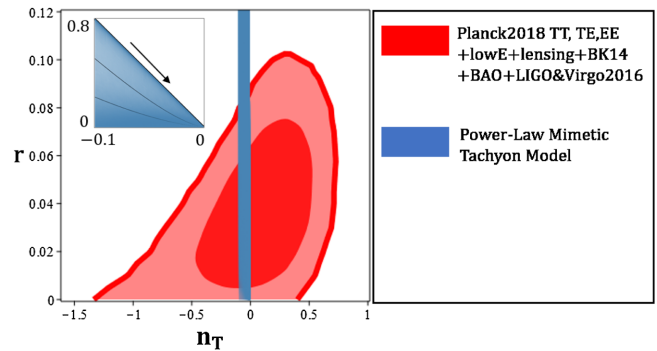 0.12
0.10
0.08
0.06
0.04
0.02
0
r
0.8
0
−0.1
0
−1.5
−1
−0.5
0
0.5
1
n_T
Planck2018 TT, TE,EE
+lowE+lensing+BK14
+BAO+LIGO&Virgo2016
Power-Law Mimetic
Tachyon Model